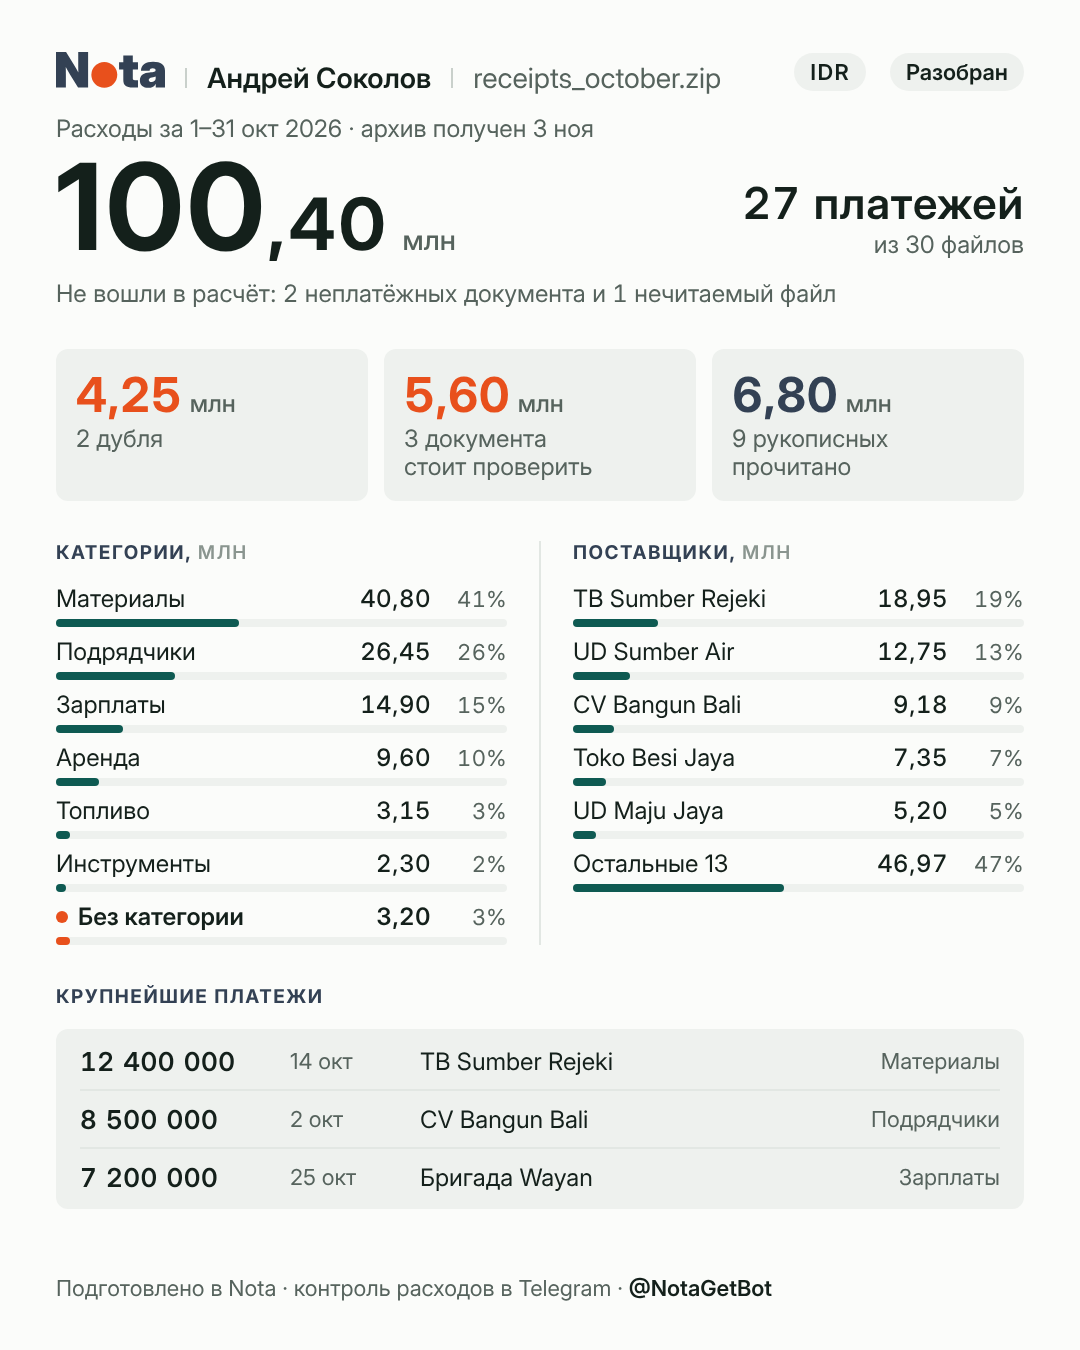 Nota | Андрей Соколов | receipts_october.zip IDR Разобран
Расходы за 1–31 окт 2026 · архив получен 3 ноя
100,40 млн
27 платежей
из 30 файлов
Не вошли в расчёт: 2 неплатёжных документа и 1 нечитаемый файл
4,25 млн
2 дубля
5,60 млн
3 документа
стоит проверить
6,80 млн
9 рукописных
прочитано
КАТЕГОРИИ, МЛН
Материалы 40,80 41%
Подрядчики 26,45 26%
Зарплаты 14,90 15%
Аренда 9,60 10%
Топливо 3,15 3%
Инструменты 2,30 2%
Без категории 3,20 3%
ПОСТАВЩИКИ, МЛН
TB Sumber Rejeki 18,95 19%
UD Sumber Air 12,75 13%
CV Bangun Bali 9,18 9%
Toko Besi Jaya 7,35 7%
UD Maju Jaya 5,20 5%
Остальные 13 46,97 47%
КРУПНЕЙШИЕ ПЛАТЕЖИ
12 400 000 14 окт TB Sumber Rejeki Материалы
8 500 000 2 окт CV Bangun Bali Подрядчики
7 200 000 25 окт Бригада Wayan Зарплаты
Подготовлено в Nota · контроль расходов в Telegram · @NotaGetBot